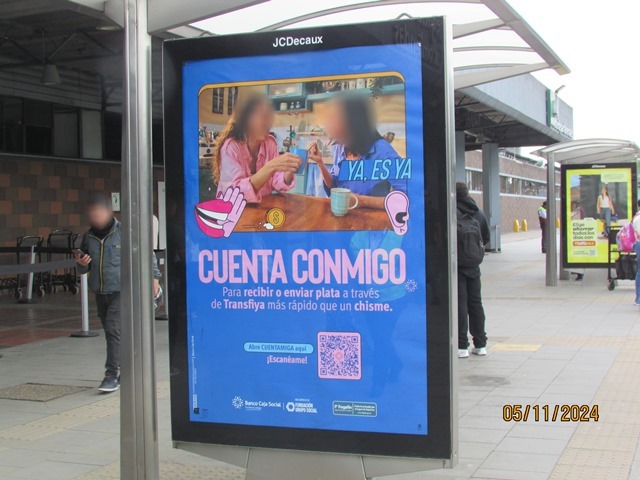 JCDecaux
YA, ES YA
CUENTA CONMIGO
Para recibir o enviar plata a través
de Transfiya más rápido que un chisme.
Abre CUENTAMIGA aquí
¡Escanéame!
Banco Caja Social
FUNDACIÓN
GRUPO SOCIAL
Fogafín
05/11/2024